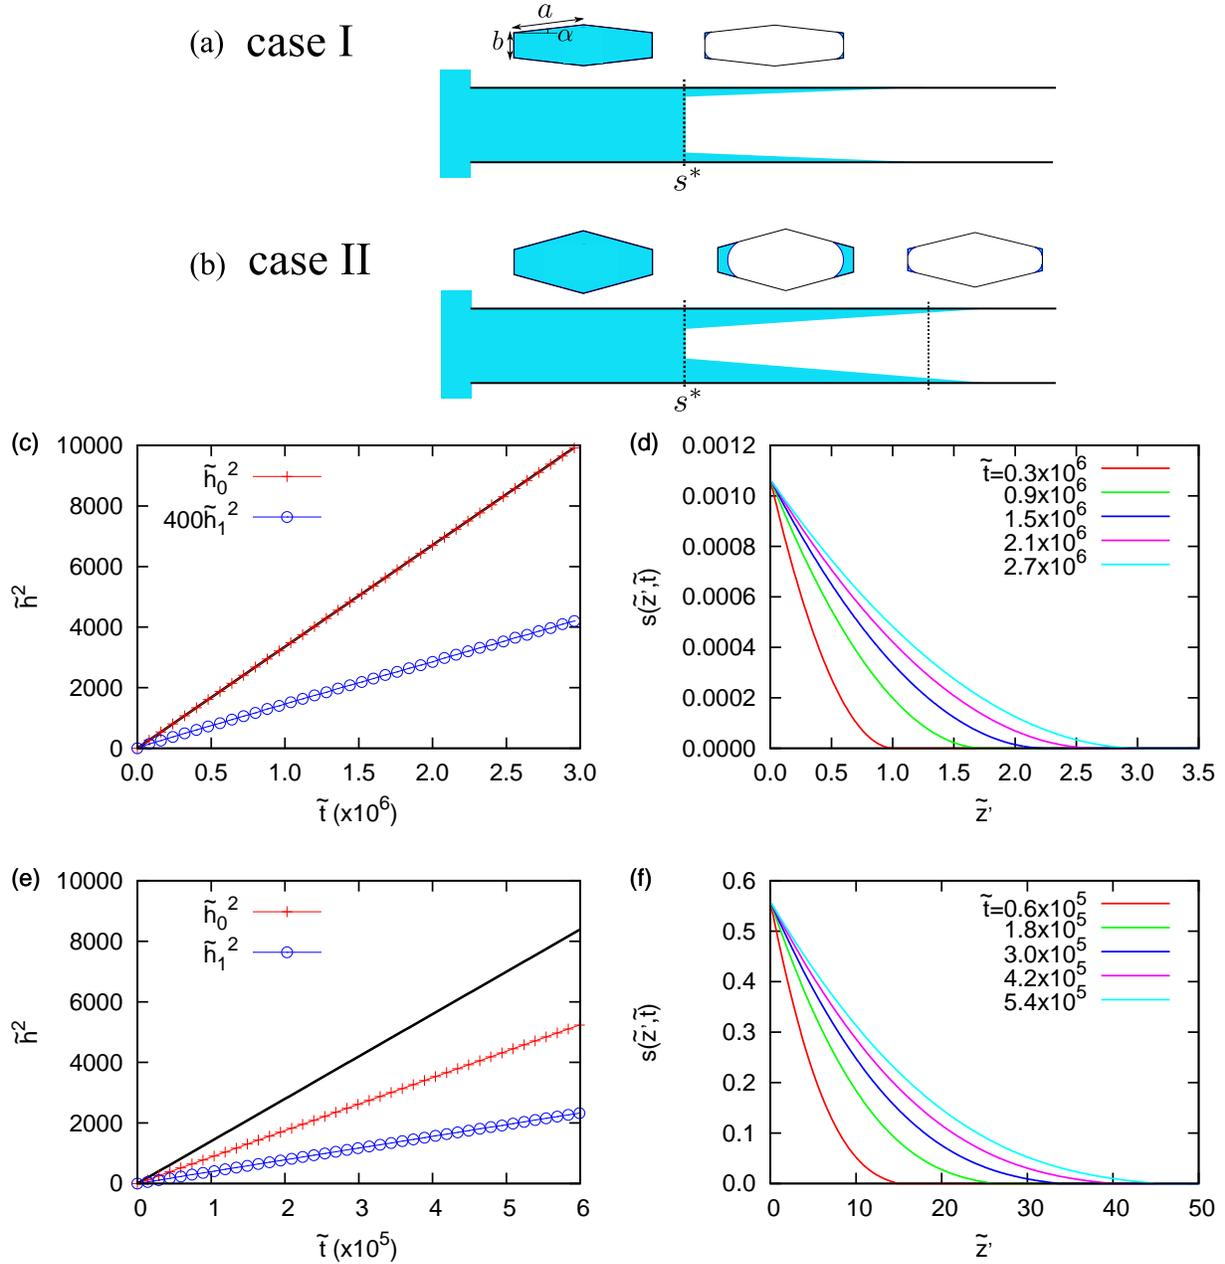 (a) case I
a
b
α
s*
(b) case II
s*
(c)
10000
8000
6000
4000
2000
0
h̃²
h̃₀²
400h̃₁²
0.0 0.5 1.0 1.5 2.0 2.5 3.0
t̃ (x10⁶)
(d)
0.0012
0.0010
0.0008
0.0006
0.0004
0.0002
0.0000
s(z̃',t̃)
t̃=0.3x10⁶
0.9x10⁶
1.5x10⁶
2.1x10⁶
2.7x10⁶
0.0 0.5 1.0 1.5 2.0 2.5 3.0 3.5
z̃'
(e)
10000
8000
6000
4000
2000
0
h̃²
h̃₀²
h̃₁²
0 1 2 3 4 5 6
t̃ (x10⁵)
(f)
0.6
0.5
0.4
0.3
0.2
0.1
0.0
s(z̃',t̃)
t̃=0.6x10⁵
1.8x10⁵
3.0x10⁵
4.2x10⁵
5.4x10⁵
0 10 20 30 40 50
z̃'